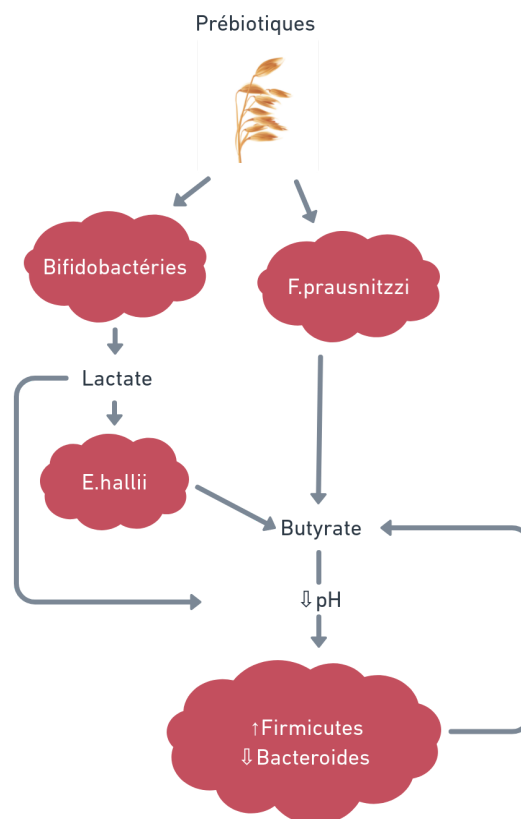 Prébiotiques
Bifidobactéries
F.prausnitzzi
Lactate
E.hallii
Butyrate
⇩pH
↑Firmicutes
⇩Bacteroides